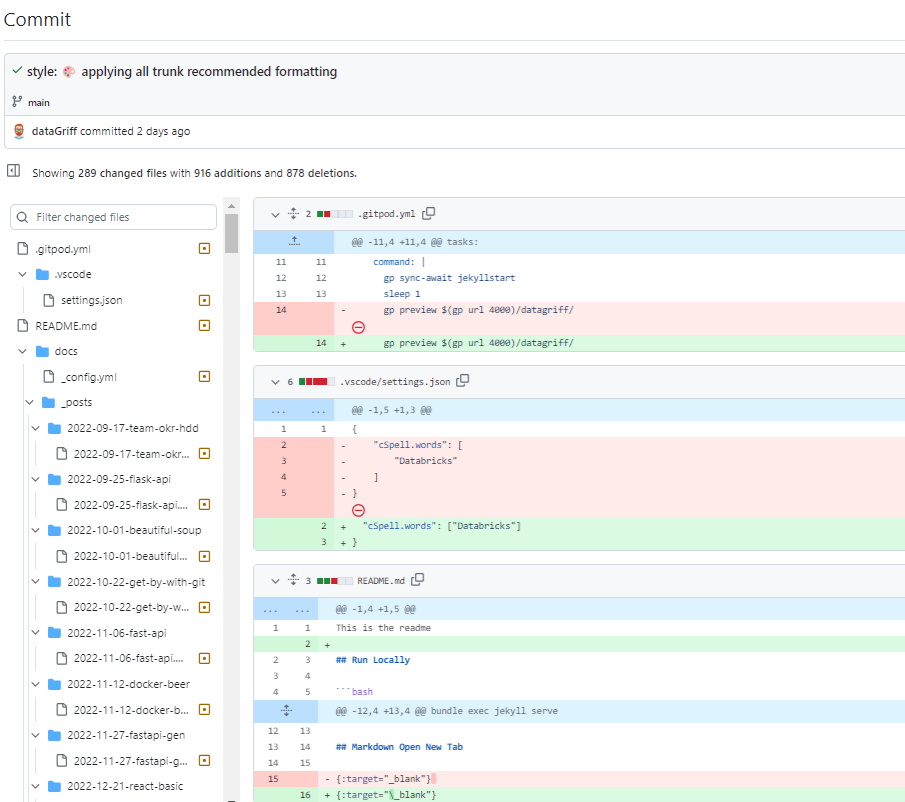 Commit
style: 🎨 applying all trunk recommended formatting
main
dataGriff committed 2 days ago
Showing 289 changed files with 916 additions and 878 deletions.
Filter changed files
.gitpod.yml
.vscode
settings.json
README.md
docs
_config.yml
_posts
2022-09-17-team-okr-hdd
2022-09-17-team-okr...
2022-09-25-flask-api
2022-09-25-flask-api....
2022-10-01-beautiful-soup
2022-10-01-beautiful...
2022-10-22-get-by-with-git
2022-10-22-get-by-w...
2022-11-06-fast-api
2022-11-06-fast-api....
2022-11-12-docker-beer
2022-11-12-docker-b...
2022-11-27-fastapi-gen
2022-11-27-fastapi-g...
2022-12-21-react-basic
2 .gitpod.yml
@@ -11,4 +11,4 @@ tasks:
11 11 command: |
12 12 gp sync-await jekyllstart
13 13 sleep 1
14 - gp preview $(gp url 4000)/datagriff/
14 + gp preview $(gp url 4000)/datagriff/
6 .vscode/settings.json
... ... @@ -1,5 +1,3 @@
1 1 {
2 - "cSpell.words": [
3 - "Databricks"
4 - ]
5 - }
2 + "cSpell.words": ["Databricks"]
3 + }
3 README.md
... ... @@ -1,4 +1,5 @@
1 1 This is the readme
2 +
2 3 ## Run Locally
3 4
4 5 ```bash
@@ -12,4 +13,4 @@ bundle exec jekyll serve
12 13
13 14 ## Markdown Open New Tab
14 15
15 - {:target="_blank"}
16 + {:target="\_blank"}